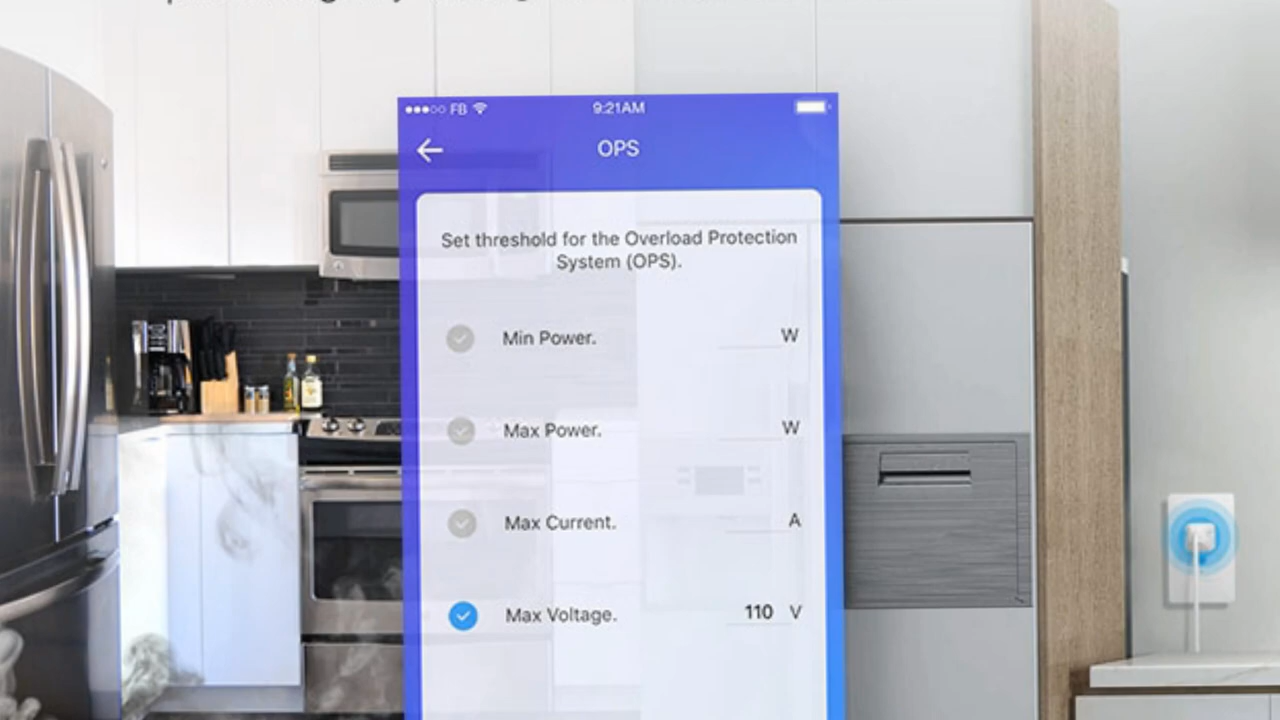 FB 9:21AM
OPS
Set threshold for the Overload Protection
System (OPS).
Min Power. W
Max Power. W
Max Current. A
Max Voltage. 110 V